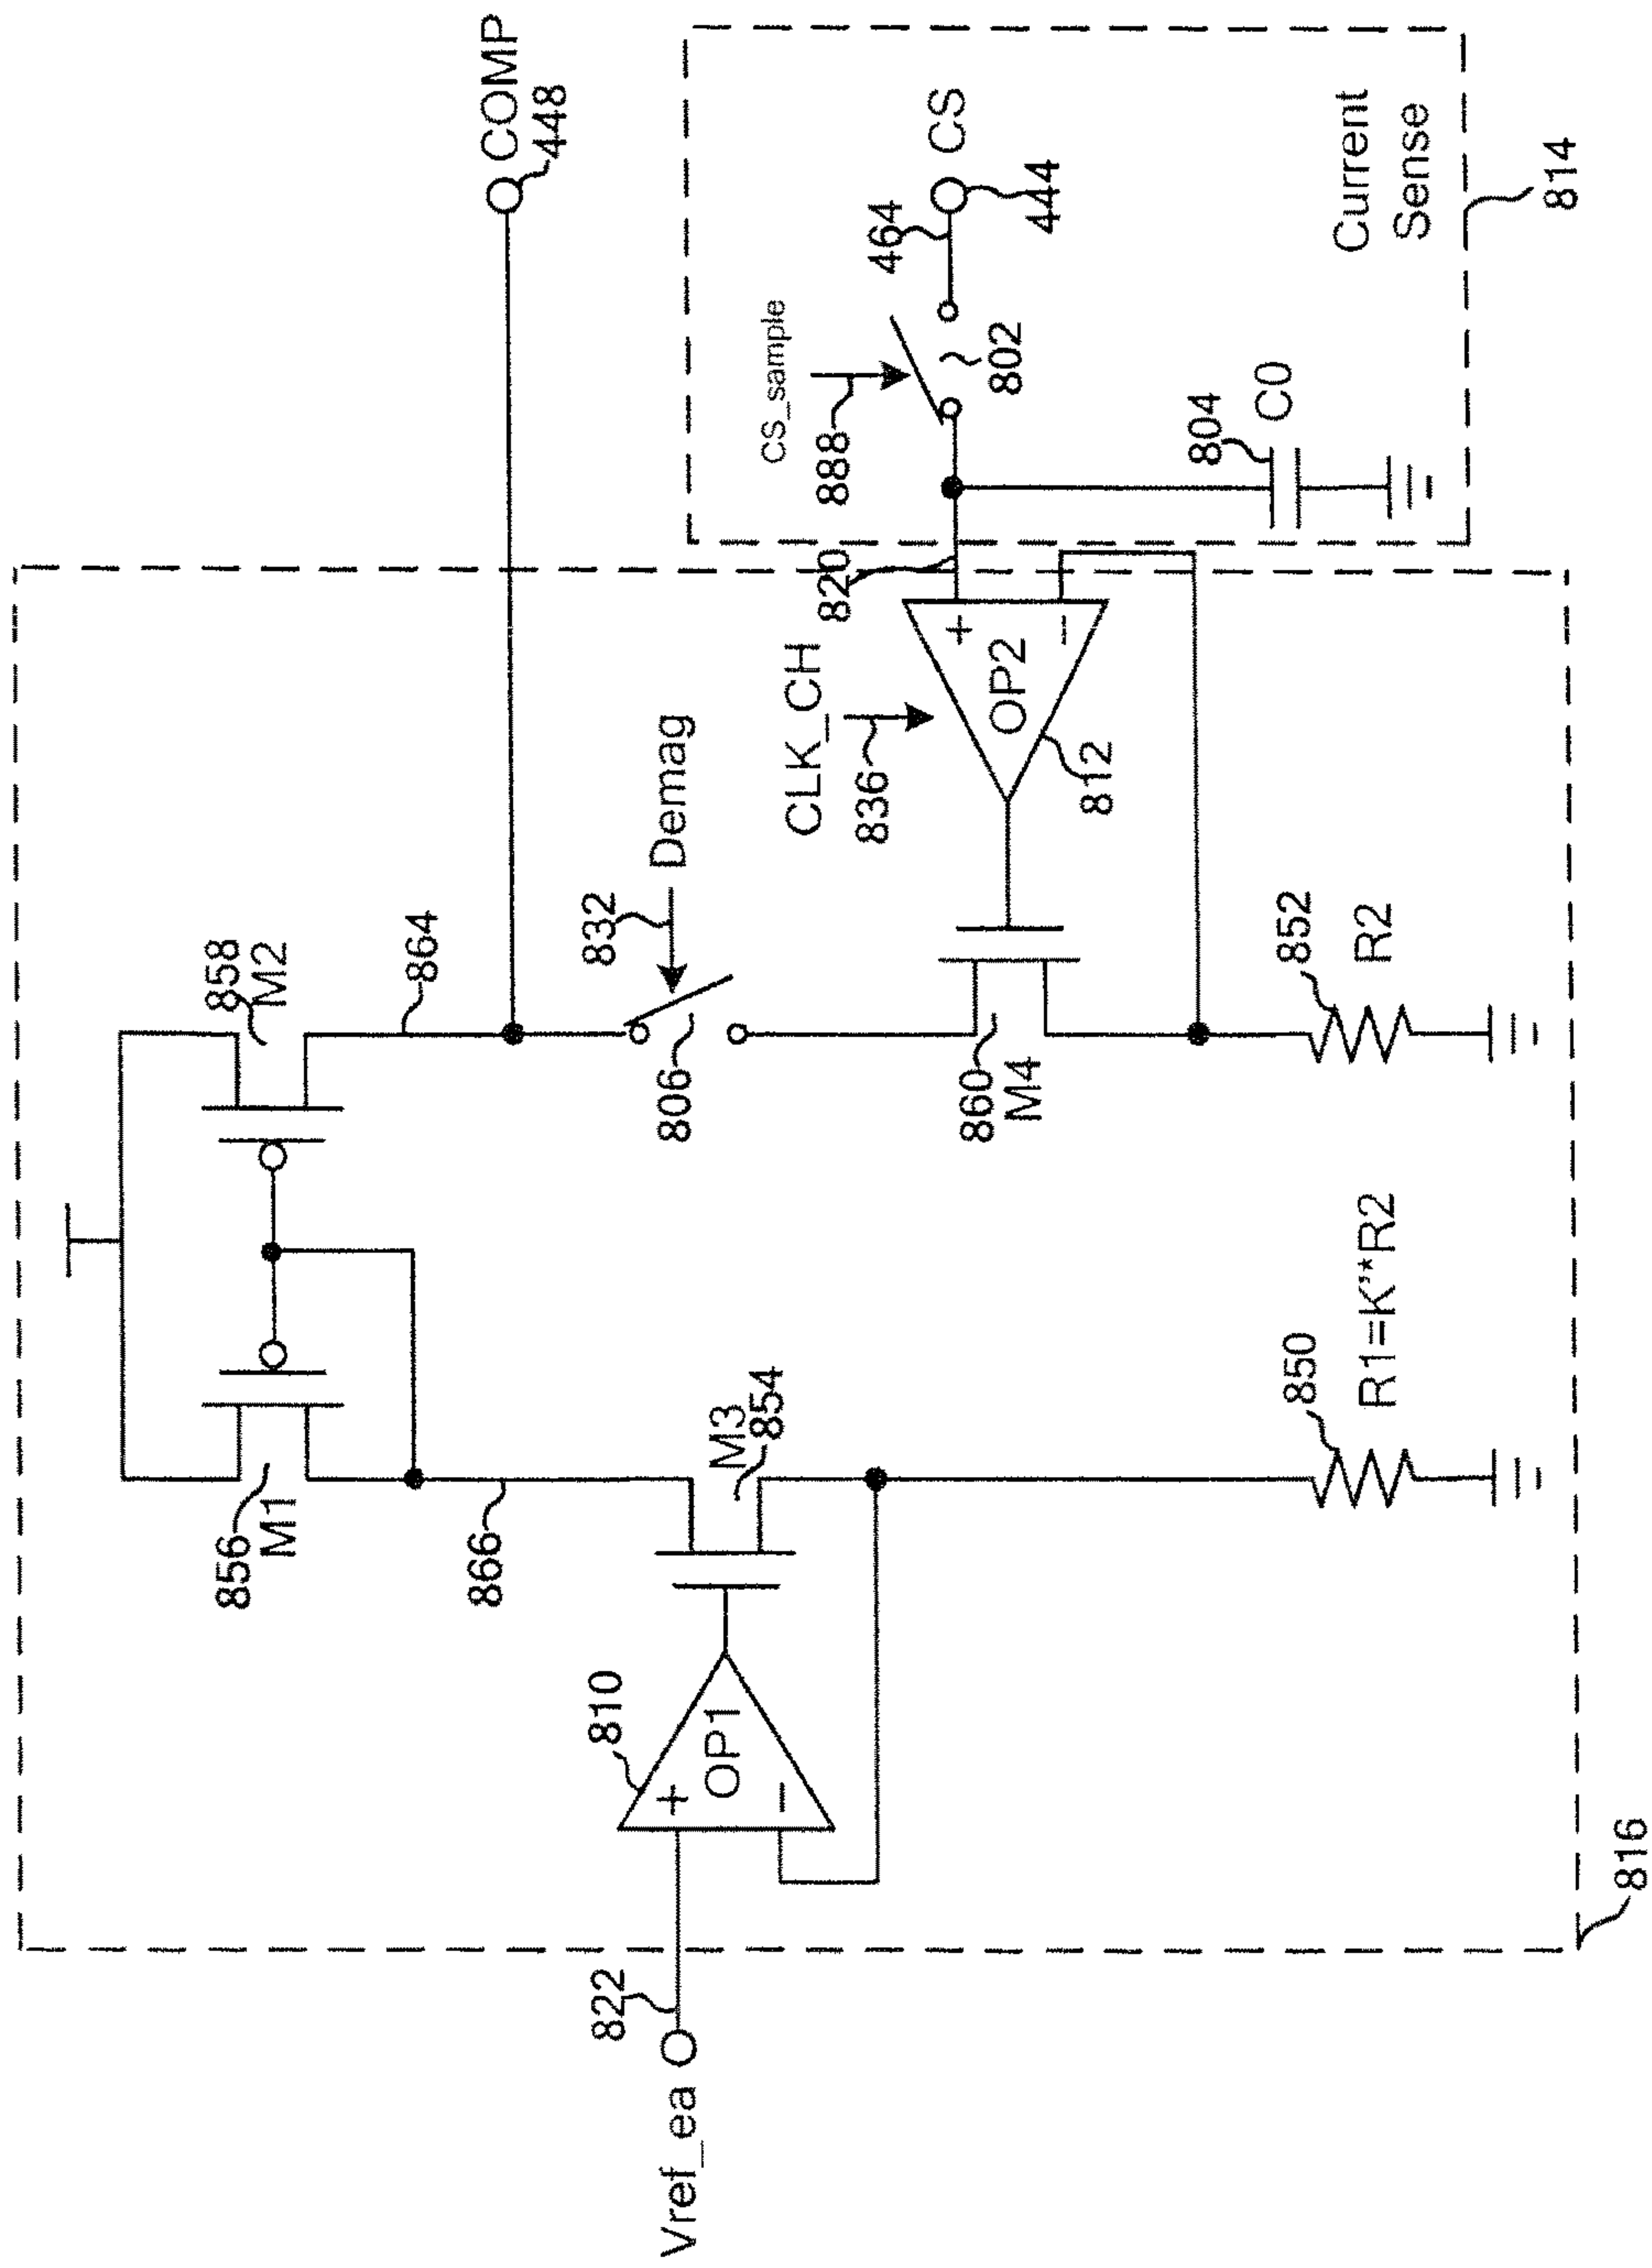 COMP
448
858
M2
864
856
M1
866
832
Demag
806
M3
854
810
+
OP1
−
822
Vref_ea
CLK_CH
836
+
OP2
−
812
820
860
M4
CS_sample
888
802
464
CS
444
804
C0
Current
Sense
814
852
R2
850
R1=K'*R2
816